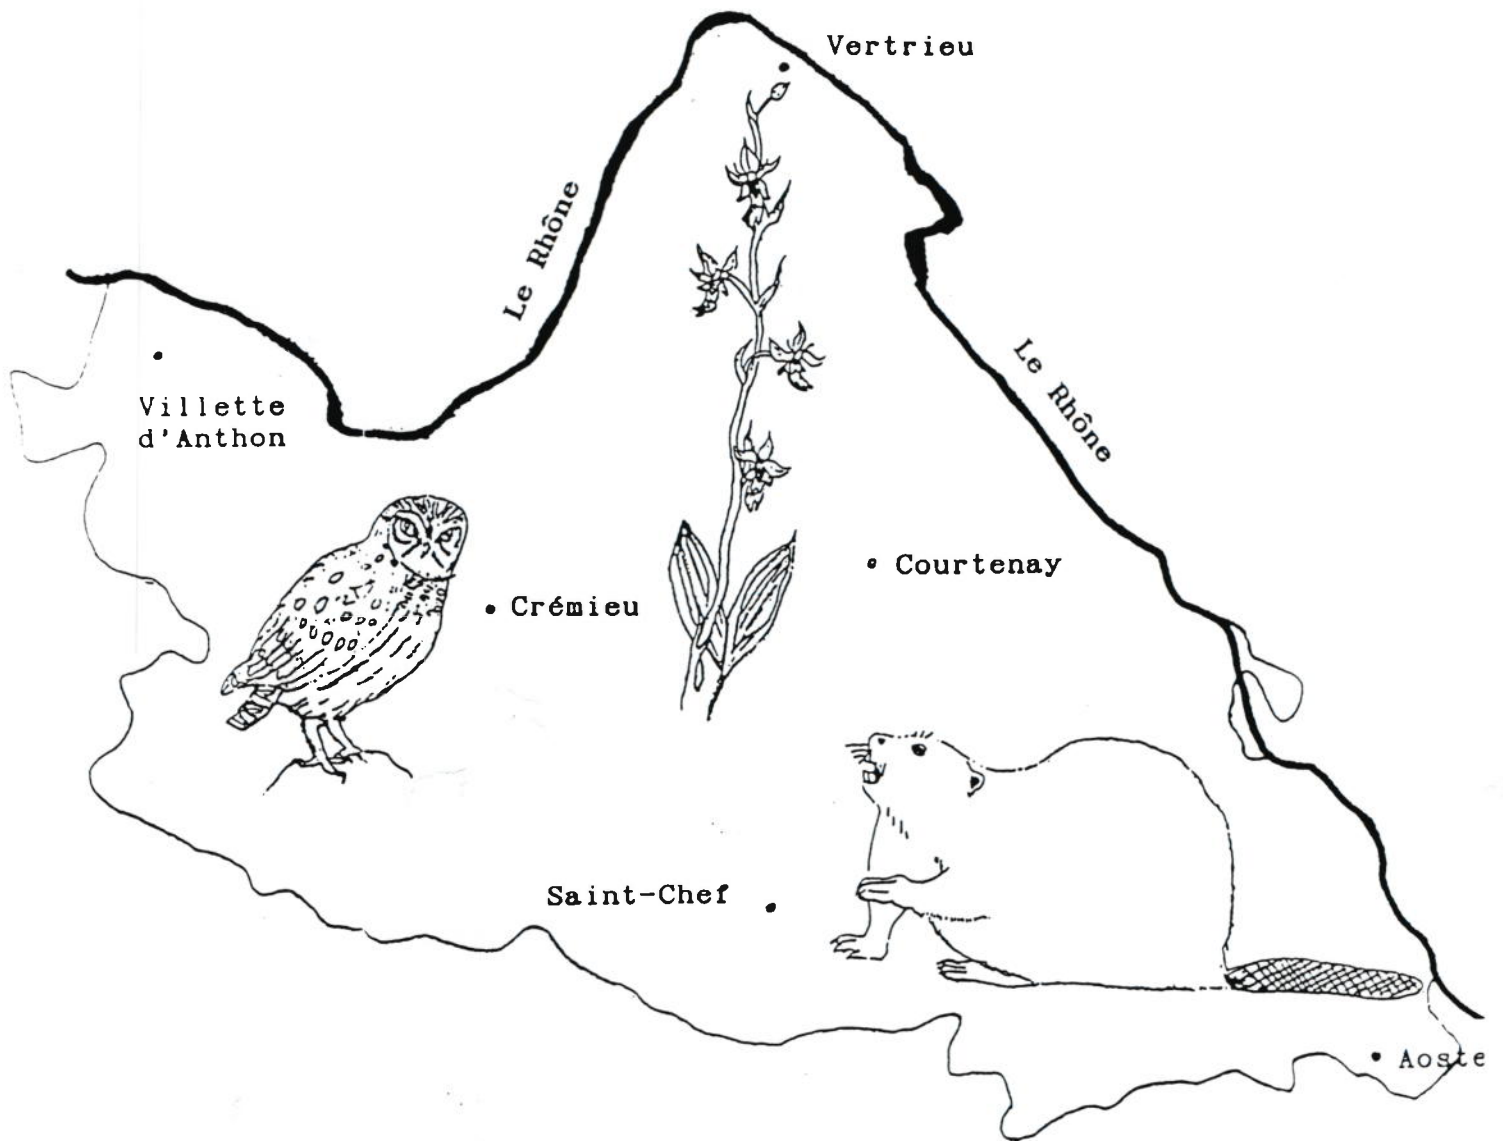 Vertrieu
Le Rhône
Le Rhône
Villette
d'Anthon
Courtenay
Crémieu
Saint-Chef
Aoste